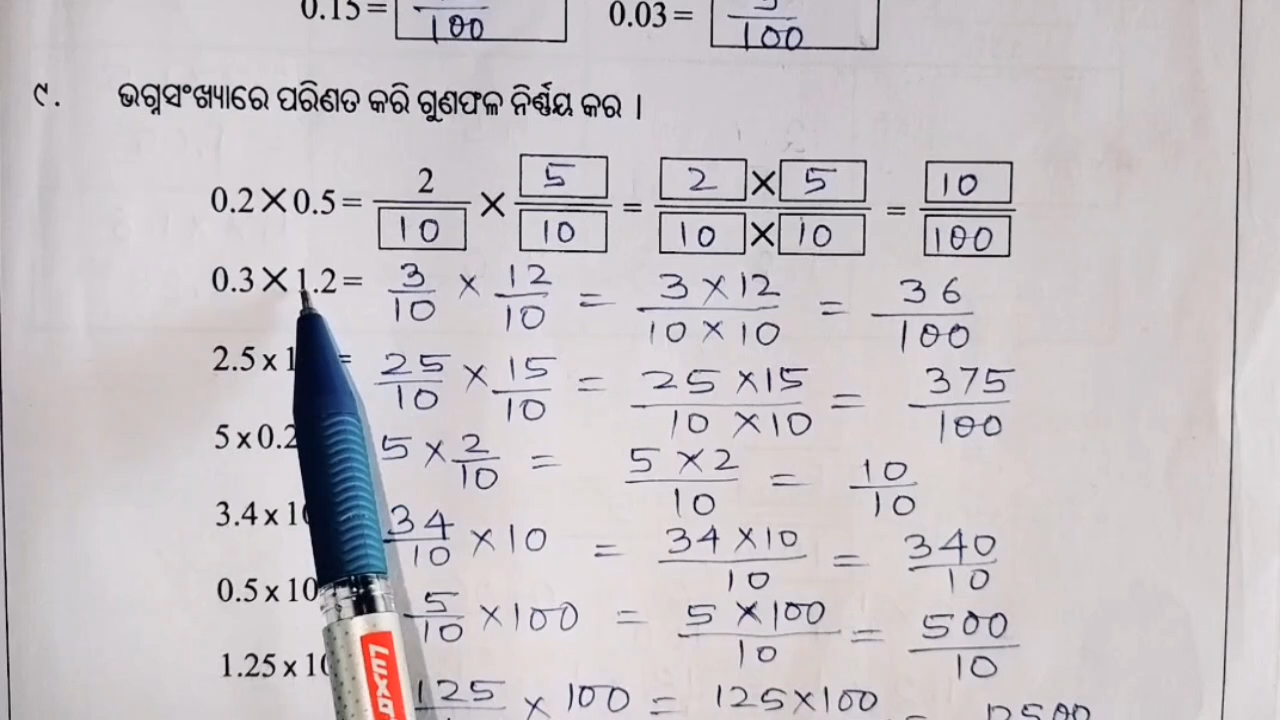 0.15 = /100 0.03 = /100
୯. ଭଗ୍ନସଂଖ୍ୟାରେ ପରିଣତ କରି ଗୁଣଫଳ ନିର୍ଣ୍ଣୟ କର ।
0.2 × 0.5 = 2/10 × 5/10 = 2 × 5/10 × 10 = 10/100
0.3 × 1.2 = 3/10 × 12/10 = 3 × 12/10 × 10 = 36/100
2.5 x 1 = 25/10 × 15/10 = 25 × 15/10 × 10 = 375/100
5 x 0.2 5 × 2/10 = 5 × 2/10 = 10/10
3.4 x 10 34/10 × 10 = 34 × 10/10 = 340/10
0.5 x 10 5/10 × 100 = 5 × 100/10 = 500/10
1.25 x 10 125 × 100 = 125 × 100 = 12500
LUXOR